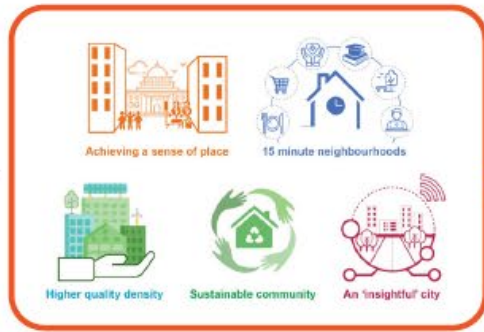 Achieving a sense of place
15 minute neighbourhoods
Higher quality density
Sustainable community
An 'insightful' city